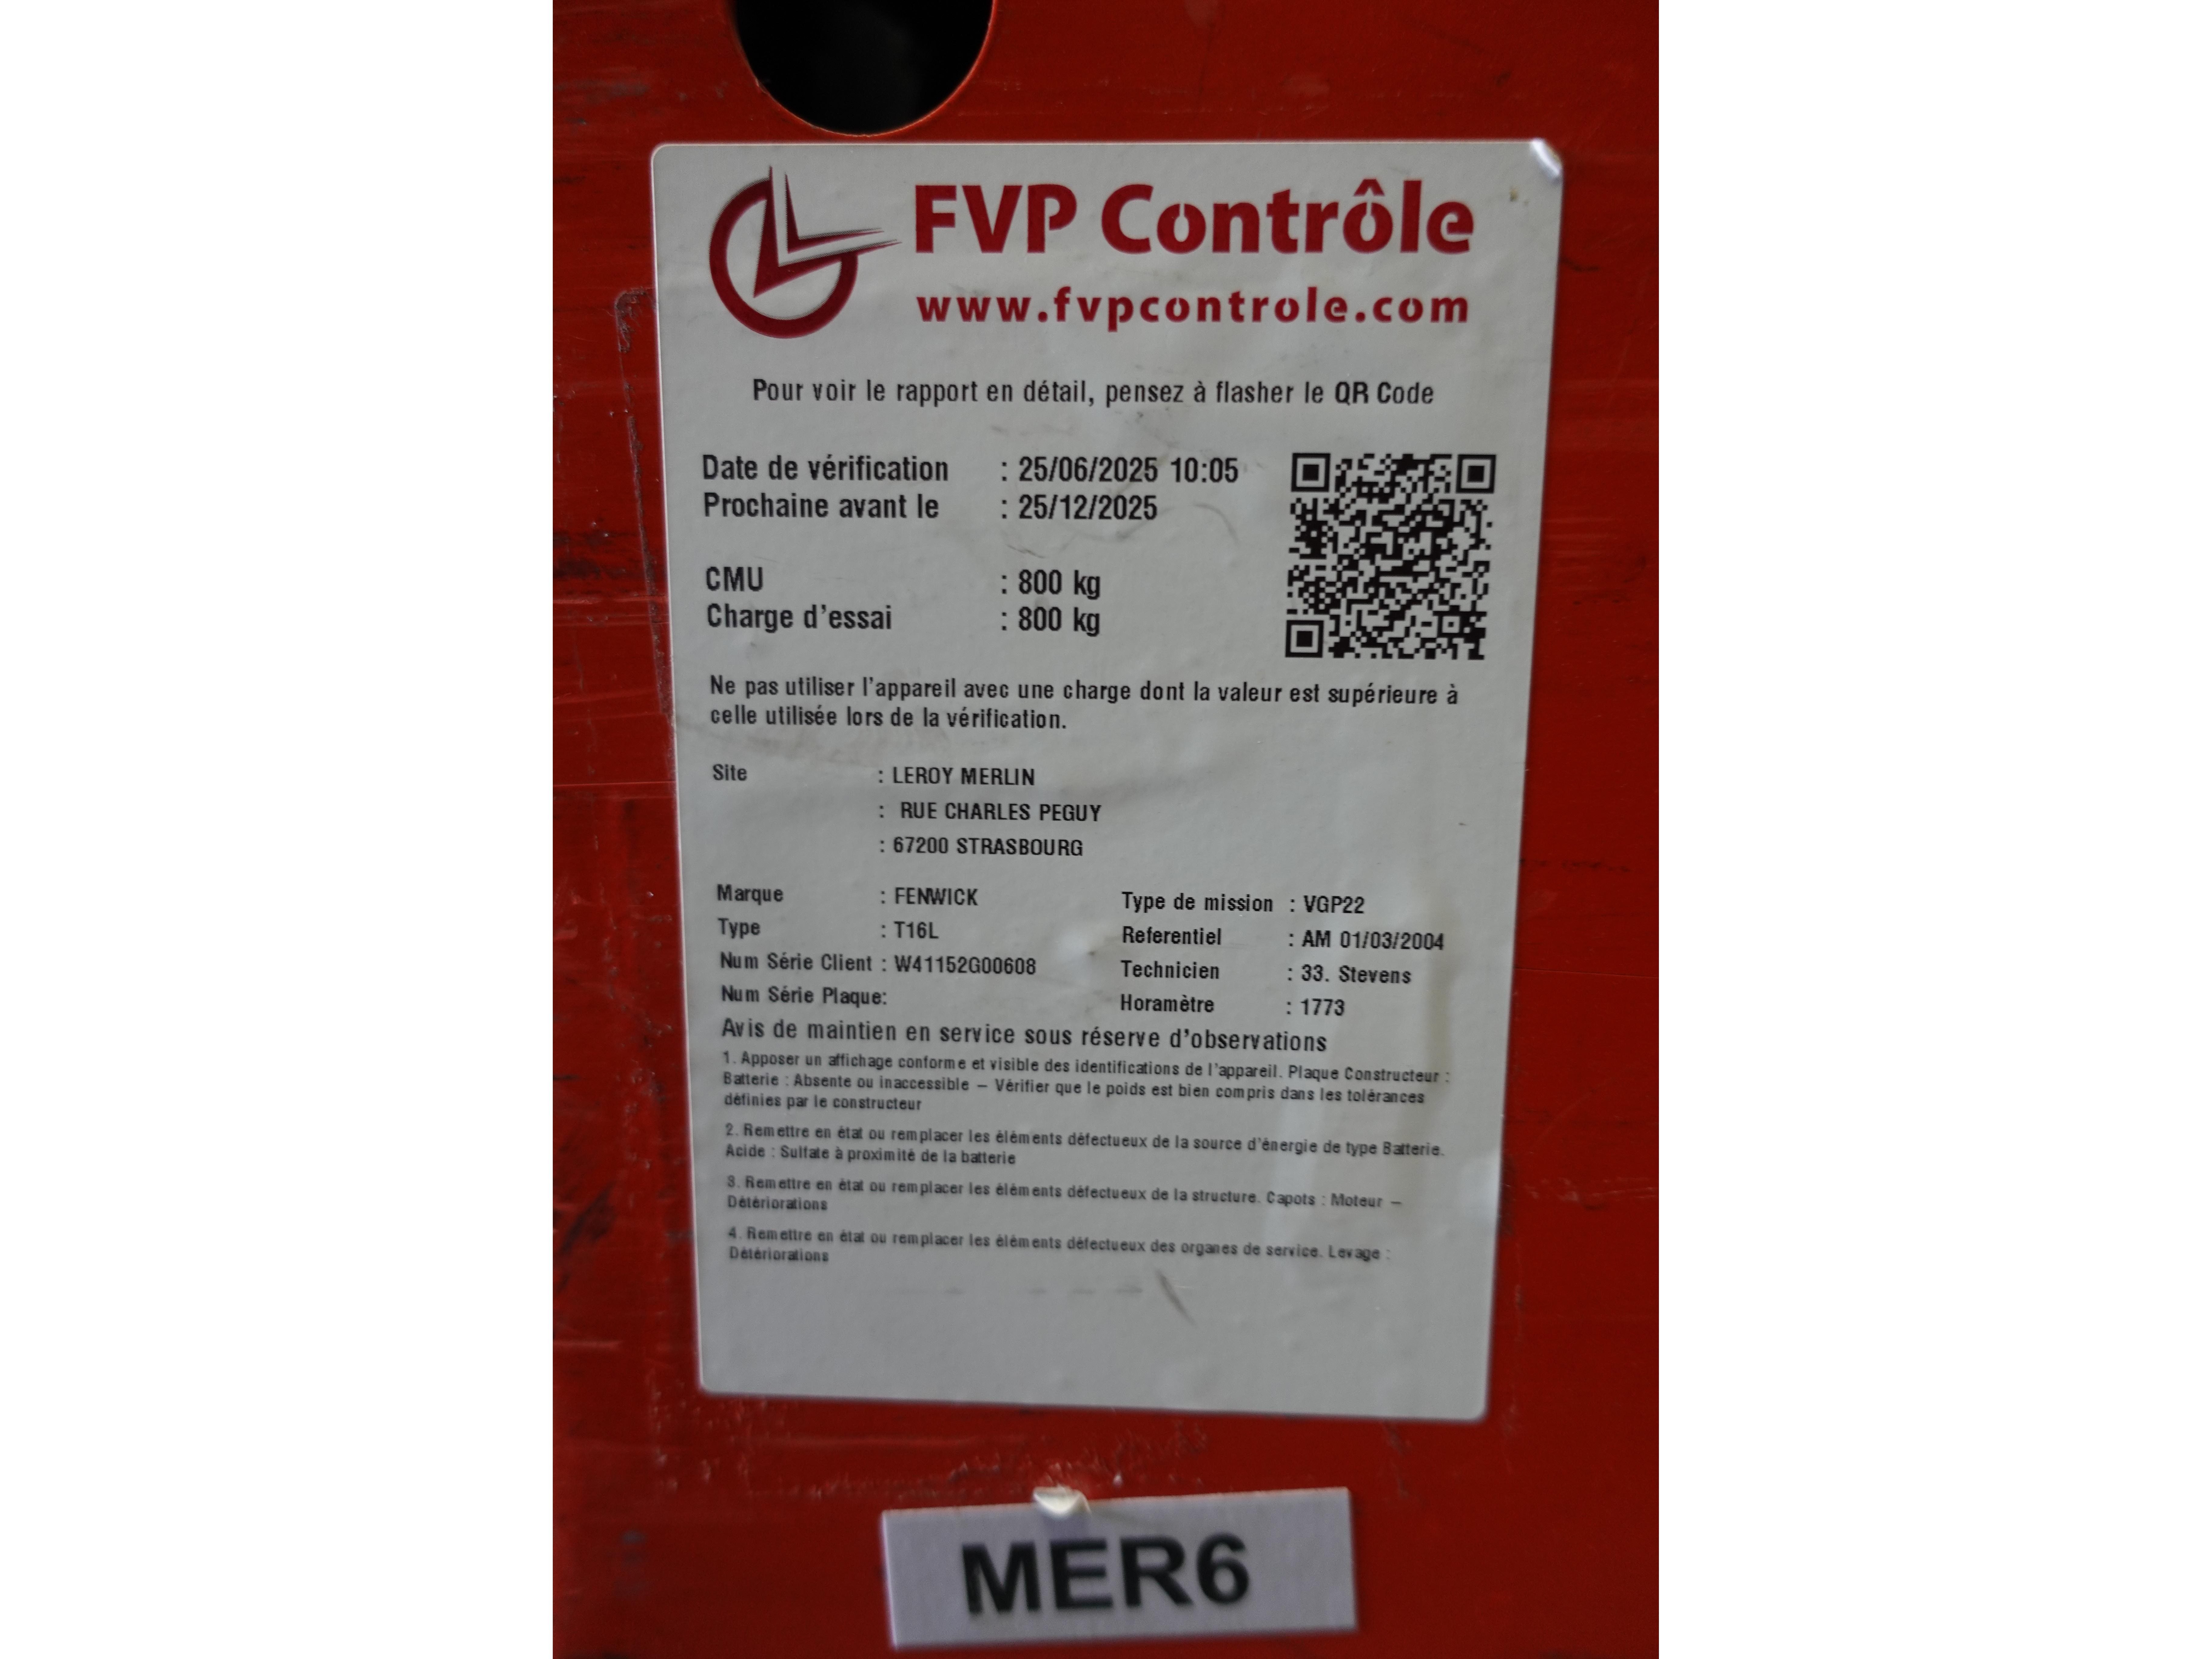 FVP Contrôle
www.fvpcontrole.com
Pour voir le rapport en détail, pensez à flasher le QR Code
Date de vérification : 25/06/2025 10:05
Prochaine avant le : 25/12/2025
CMU : 800 kg
Charge d'essai : 800 kg
Ne pas utiliser l'appareil avec une charge dont la valeur est supérieure à
celle utilisée lors de la vérification.
Site : LEROY MERLIN
: RUE CHARLES PEGUY
: 67200 STRASBOURG
Marque : FENWICK
Type : T16L
Num Série Client : W41152G00608
Num Série Plaque:
Type de mission : VGP22
Referentiel : AM 01/03/2004
Technicien : 33. Stevens
Horamètre : 1773
Avis de maintien en service sous réserve d'observations
1. Apposer un affichage conforme et visible des identifications de l'appareil. Plaque Constructeur :
Batterie : Absente ou inaccessible – Vérifier que le poids est bien compris dans les tolérances
définies par le constructeur
2. Remettre en état ou remplacer les éléments défectueux de la source d'énergie de type Batterie.
Acide : Sulfate à proximité de la batterie
3. Remettre en état ou remplacer les éléments défectueux de la structure. Capots : Moteur –
Détériorations
4. Remettre en état ou remplacer les éléments défectueux des organes de service. Levage :
Détériorations
MER6